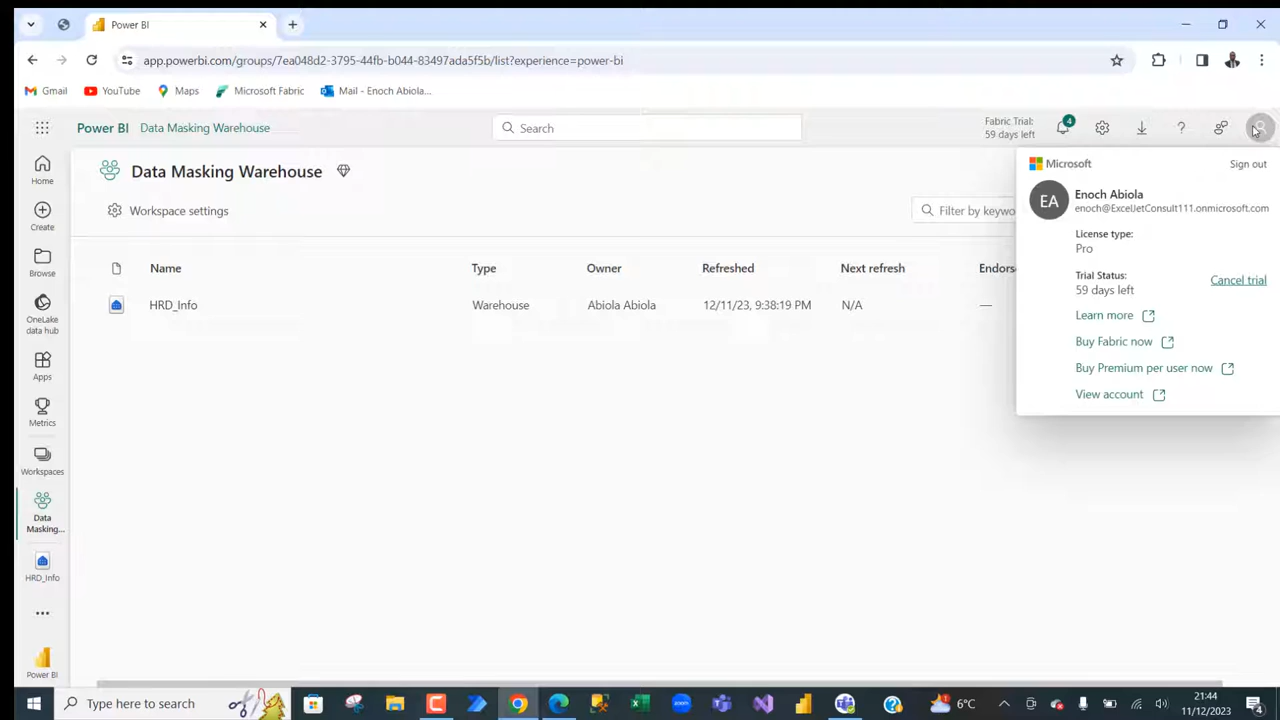 Power BI
app.powerbi.com/groups/7ea048d2-3795-44fb-b044-83497ada5f5b/list?experience=power-bi
Gmail
YouTube
Maps
Microsoft Fabric
Mail - Enoch Abiola...
Power BI
Data Masking Warehouse
Search
Fabric Trial:
59 days left
4
Home
Create
Browse
OneLake
data hub
Apps
Metrics
Workspaces
Data
Masking...
HRD_Info
Power BI
Data Masking Warehouse
Workspace settings
Filter by keywo
Name
Type
Owner
Refreshed
Next refresh
Endors
HRD_Info
Warehouse
Abiola Abiola
12/11/23, 9:38:19 PM
N/A
—
Microsoft
Sign out
EA
Enoch Abiola
enoch@ExcelJetConsult111.onmicrosoft.com
License type:
Pro
Trial Status:
59 days left
Cancel trial
Learn more
Buy Fabric now
Buy Premium per user now
View account
Type here to search
6°C
21:44
11/12/2023